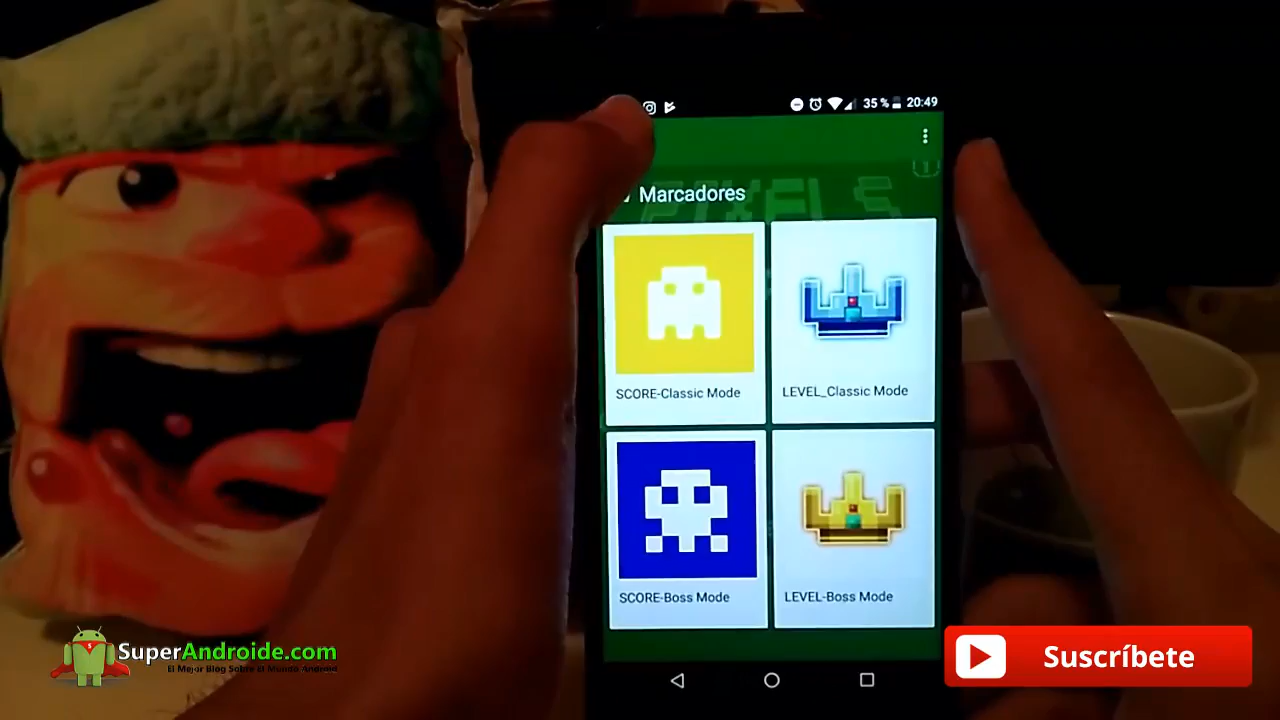 35 % 20:49
PIXELS
Marcadores
SCORE-Classic Mode
LEVEL_Classic Mode
SCORE-Boss Mode
LEVEL-Boss Mode
SuperAndroide.com
El Mejor Blog Sobre El Mundo Android
Suscríbete